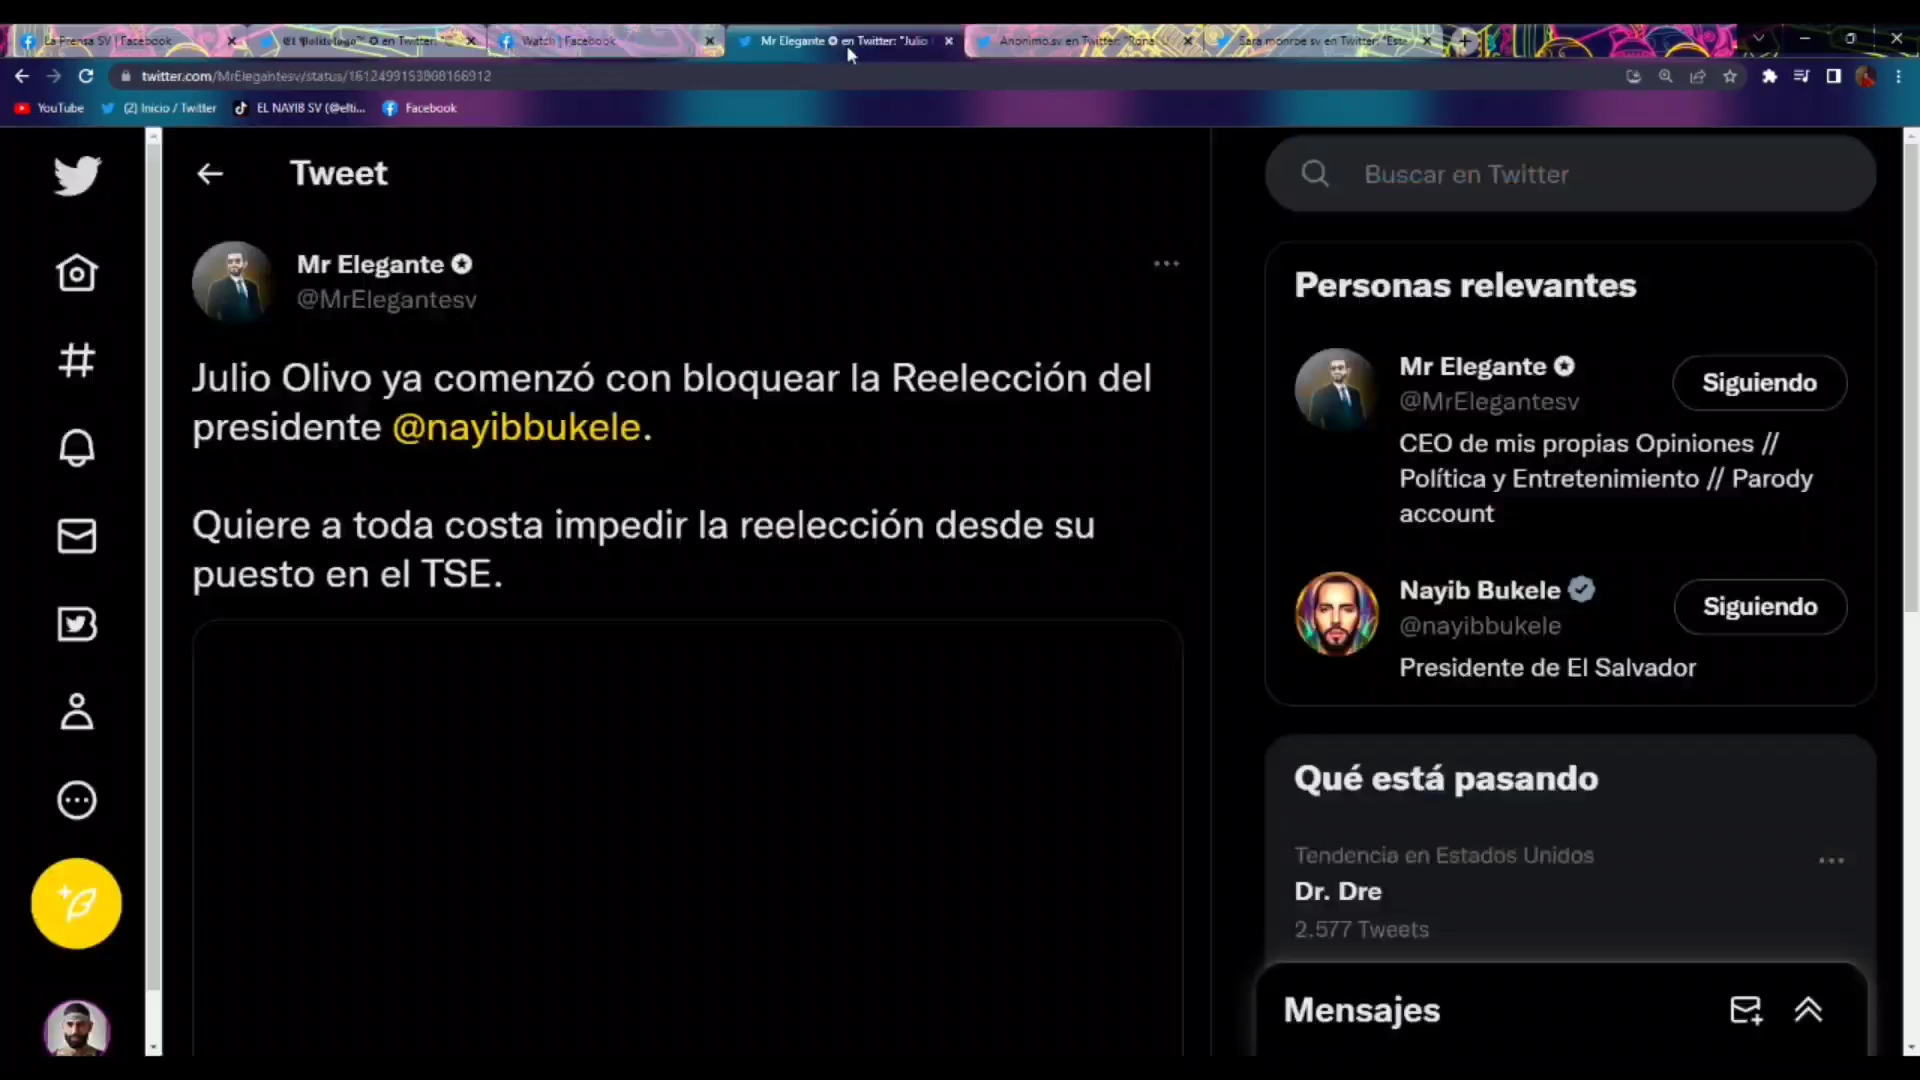 La Prensa SV | Facebook
El Politologo™ ✪ en Twitter: "
Watch | Facebook
Mr Elegante ✪ en Twitter: "Julio
Anonimo.sv en Twitter: "Rona
Sara monroe sv en Twitter: "Este
twitter.com/MrElegantesv/status/1612499153808166912
YouTube
(2) Inicio / Twitter
EL NAYIB SV (@elti...
Facebook
Tweet
Buscar en Twitter
Mr Elegante ✪
@MrElegantesv
Julio Olivo ya comenzó con bloquear la Reelección del
presidente @nayibbukele.
Quiere a toda costa impedir la reelección desde su
puesto en el TSE.
Personas relevantes
Mr Elegante ✪
@MrElegantesv
Siguiendo
CEO de mis propias Opiniones //
Política y Entretenimiento // Parody
account
Nayib Bukele
@nayibbukele
Siguiendo
Presidente de El Salvador
Qué está pasando
Tendencia en Estados Unidos
Dr. Dre
2.577 Tweets
Mensajes